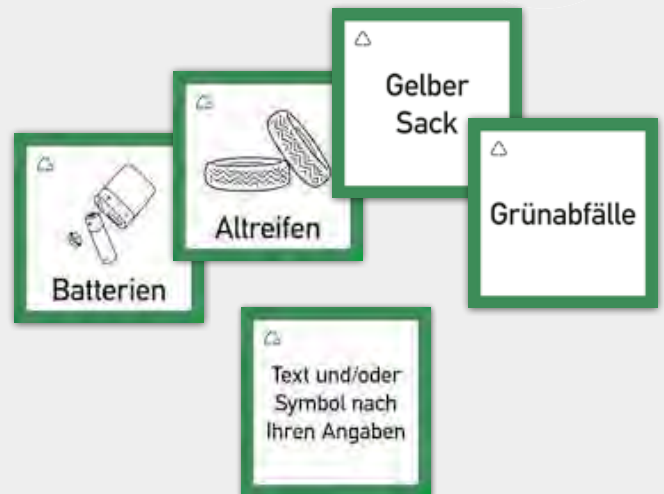 Gelber
Sack
Altreifen
Grünabfälle
Batterien
Text und/oder
Symbol nach
Ihren Angaben